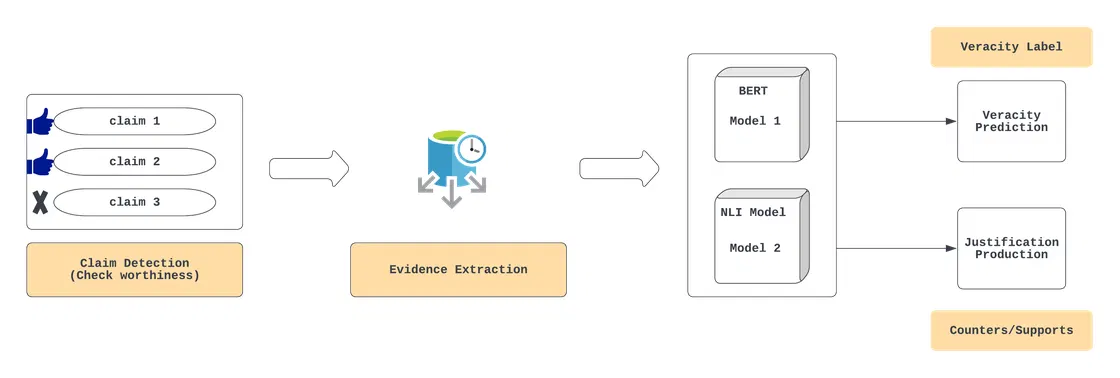 claim 1
claim 2
claim 3
Claim Detection
(Check worthiness)
Evidence Extraction
BERT
Model 1
NLI Model
Model 2
Veracity Label
Veracity
Prediction
Justification
Production
Counters/Supports